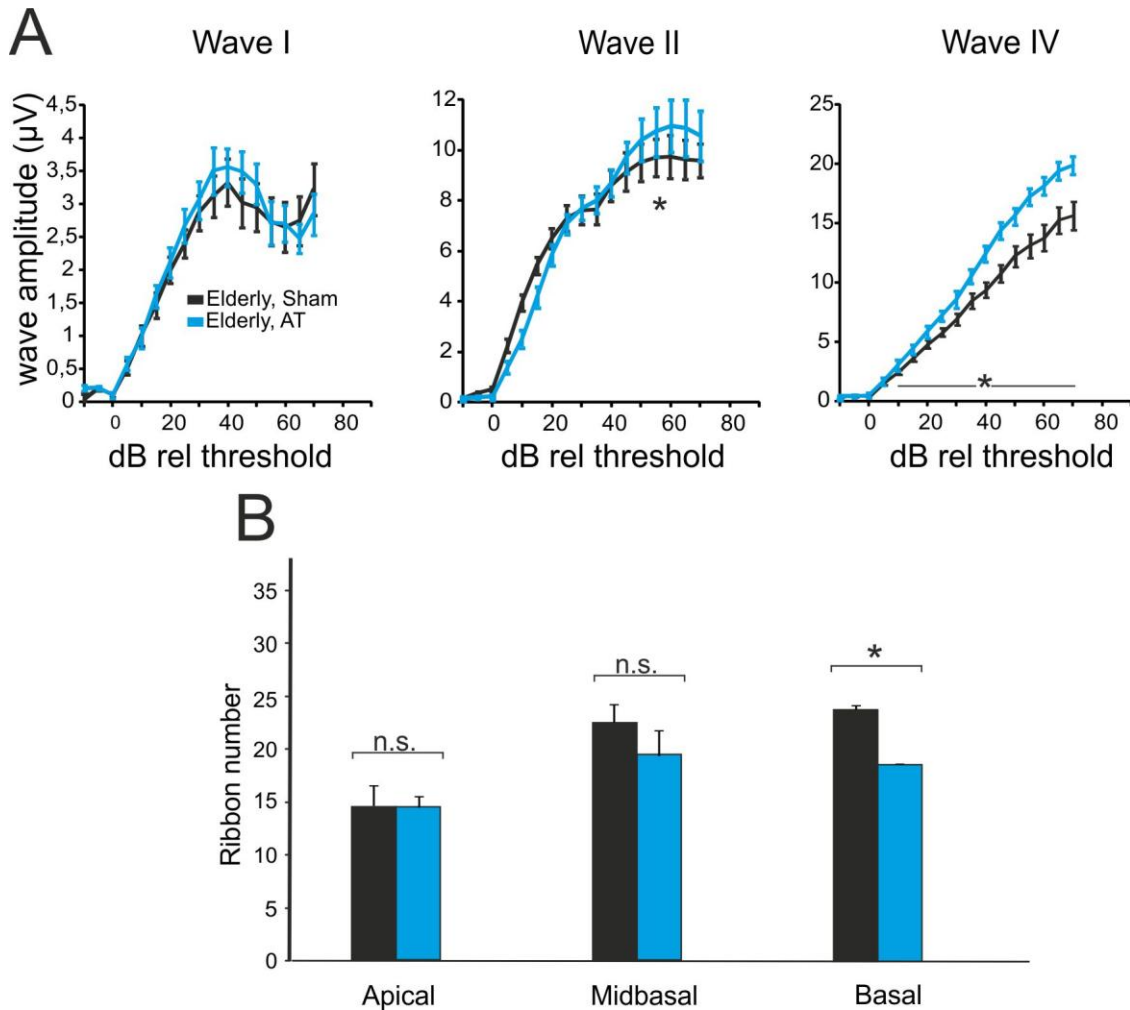 A
Wave I
Wave II
Wave IV
wave amplitude (µV)
4,5
4
3,5
3
2,5
2
1,5
1
0,5
0
Elderly, Sham
Elderly, AT
0 20 40 60 80
dB rel threshold
12
10
8
6
4
2
0
*
0 20 40 60 80
dB rel threshold
25
20
15
10
5
0
*
0 20 40 60 80
dB rel threshold
B
Ribbon number
35
30
25
20
15
10
5
0
n.s.
n.s.
*
Apical
Midbasal
Basal